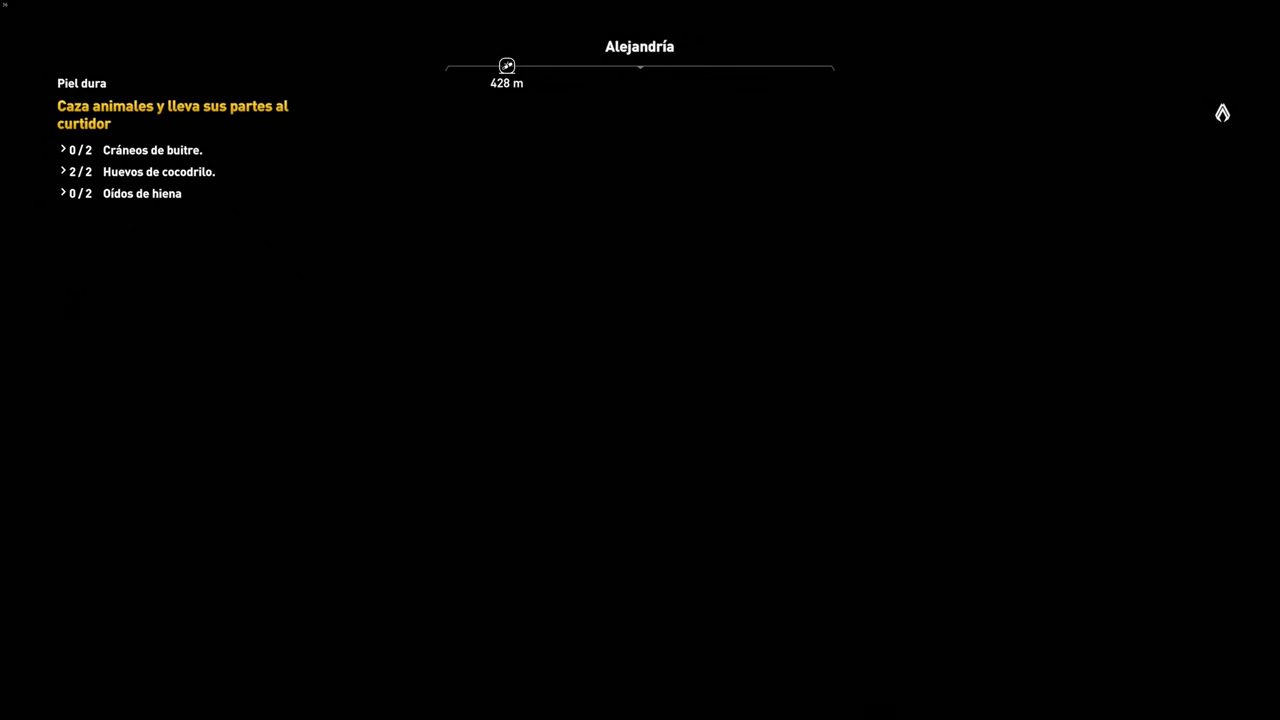 Alejandría
428 m
Piel dura
Caza animales y lleva sus partes al
curtidor
0 / 2 Cráneos de buitre.
2 / 2 Huevos de cocodrilo.
0 / 2 Oídos de hiena